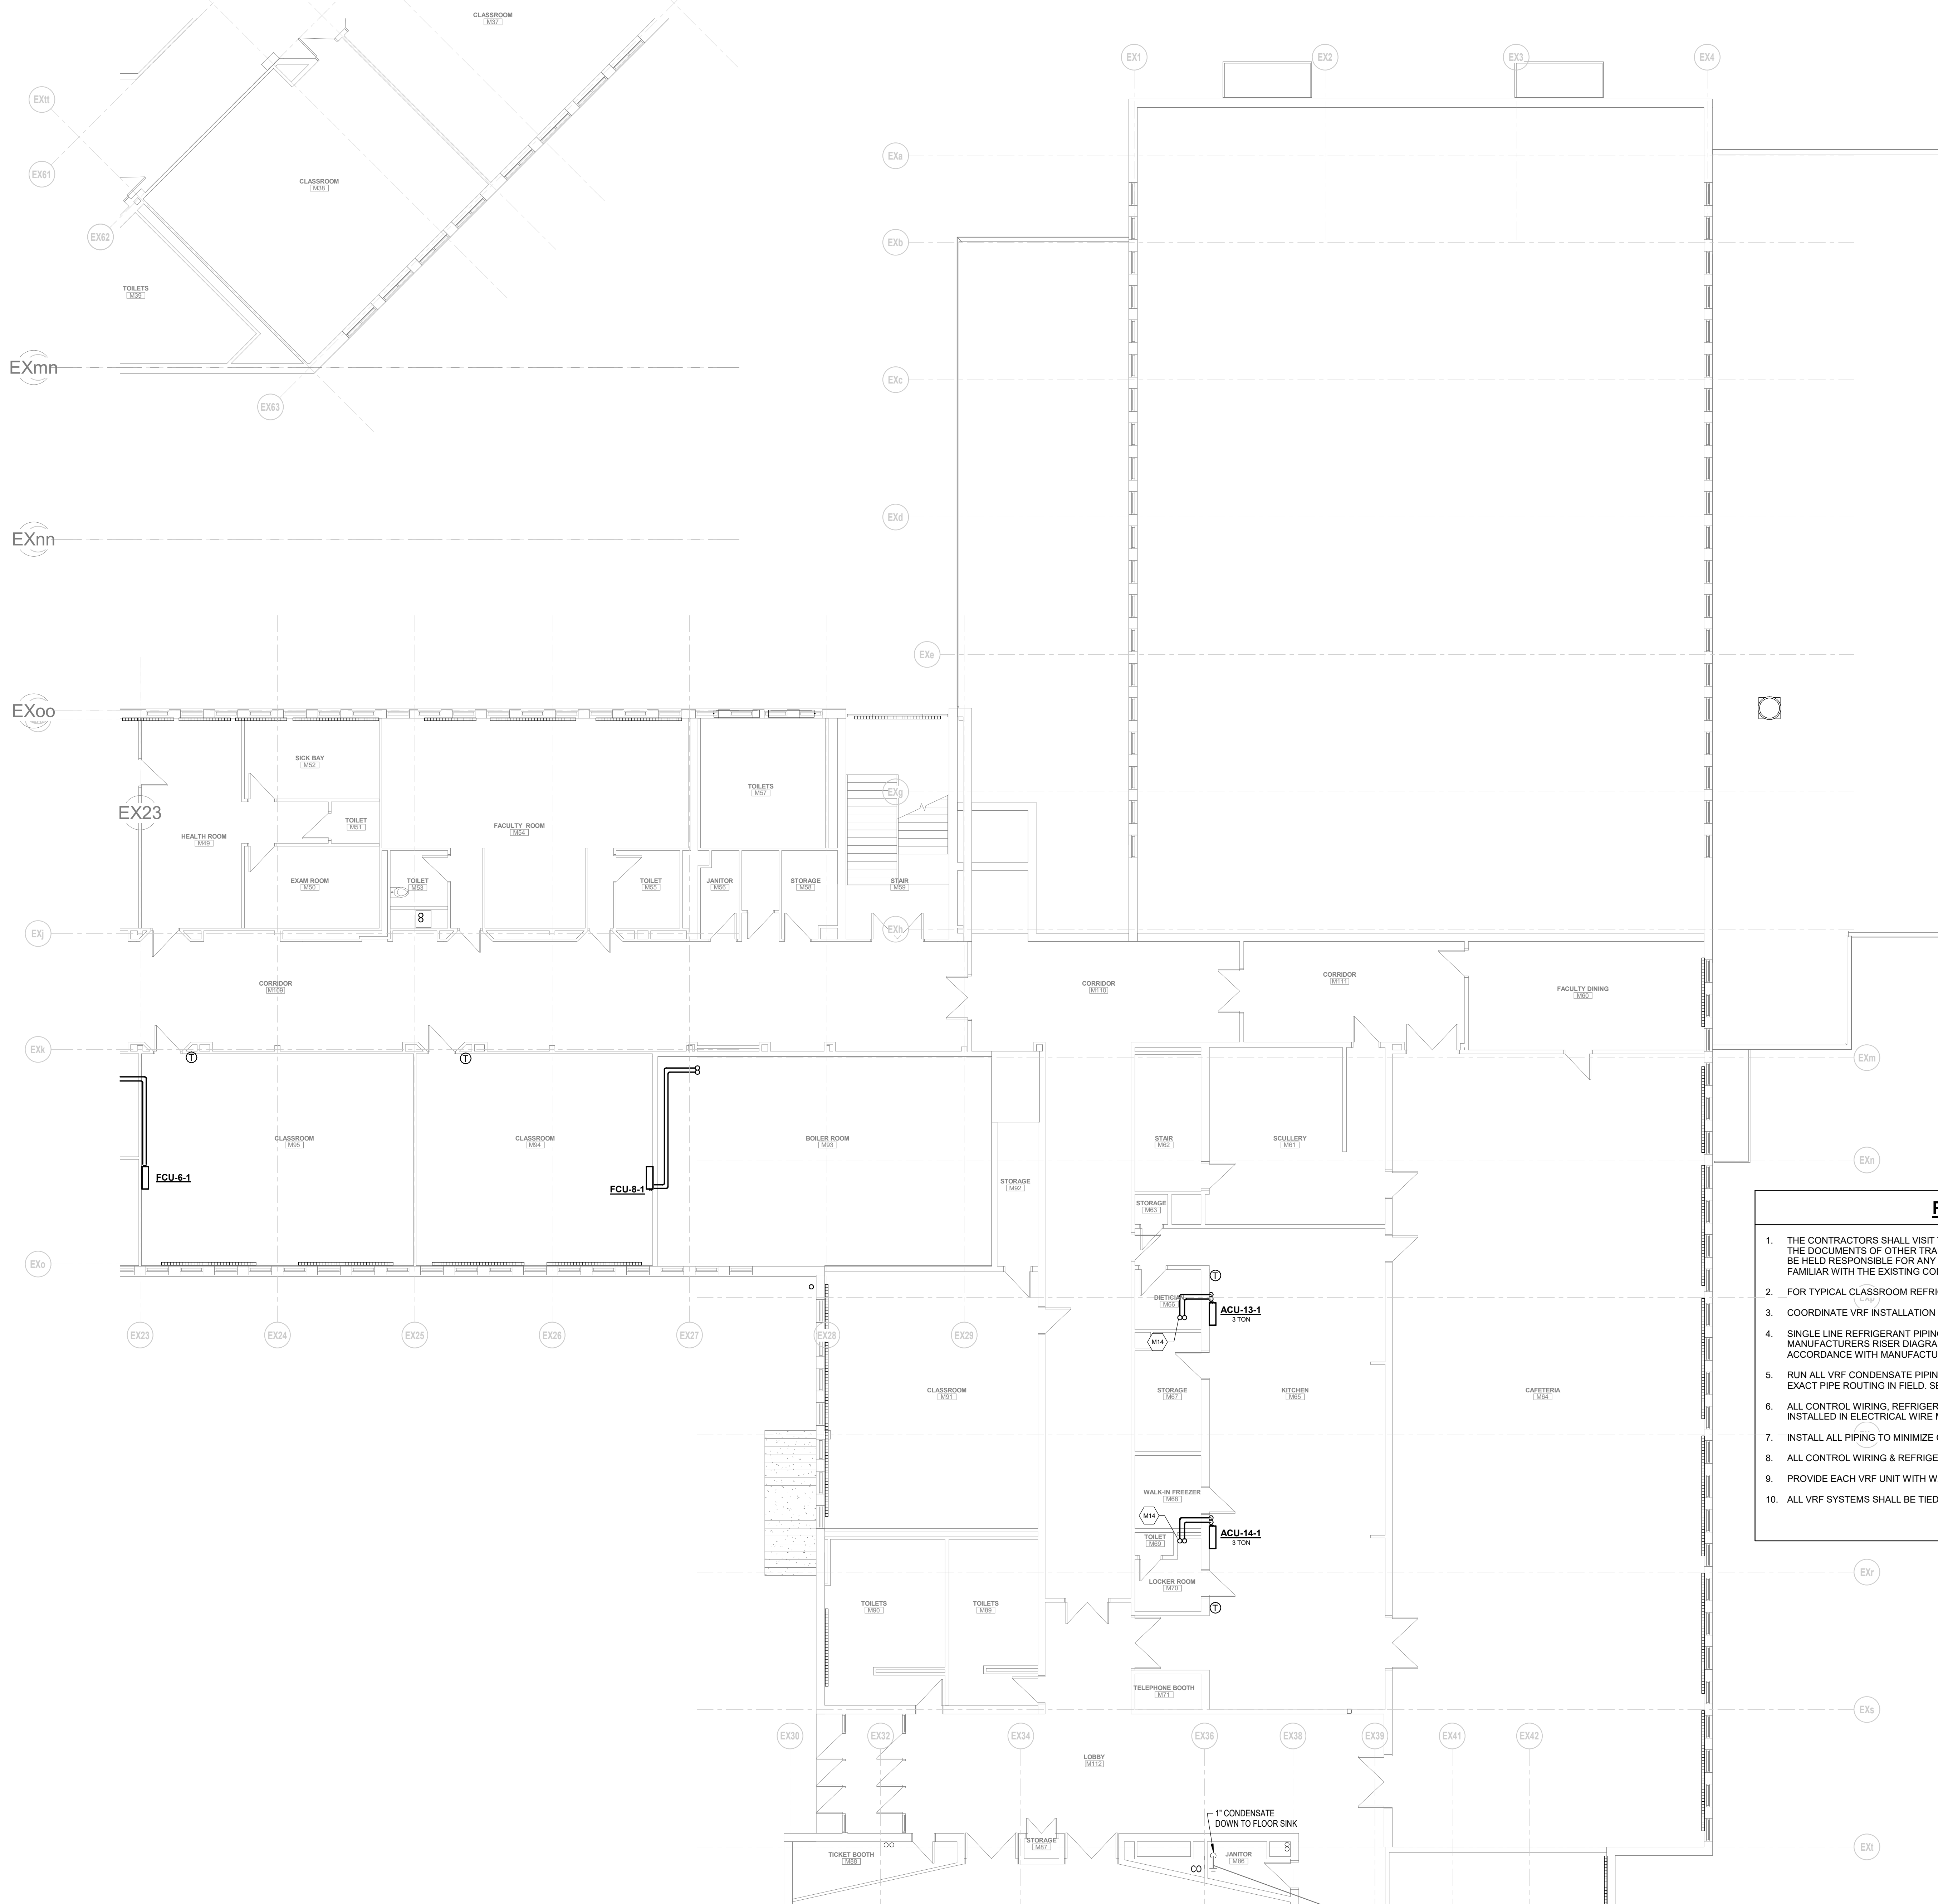 CLASSROOM
M37
EX1
EX2
EX3
EX4
EXtt
EXa
EX61
CLASSROOM
M38
EX62
EXb
TOILETS
M39
EXmn
EXc
EX63
EXd
EXnn
EXe
EXoo
SICK BAY
M52
TOILETS
M57
EXg
EX23
TOILET
M51
FACULTY ROOM
M54
HEALTH ROOM
M49
EXAM ROOM
M50
TOILET
M53
TOILET
M55
JANITOR
M56
STORAGE
M58
STAIR
M59
EXj
EXh
CORRIDOR
M109
CORRIDOR
M110
CORRIDOR
M111
FACULTY DINING
M60
EXk
T
T
EXm
CLASSROOM
M95
CLASSROOM
M94
BOILER ROOM
M93
STAIR
M62
SCULLERY
M61
EXn
FCU-6-1
FCU-8-1
STORAGE
M92
STORAGE
M63
1. THE CONTRACTORS SHALL VISIT
THE DOCUMENTS OF OTHER
BE HELD RESPONSIBLE FOR ANY
FAMILIAR WITH THE EXISTING
EXo
T
2. FOR TYPICAL CLASSROOM
EXp
DIETICIAN
M66
ACU-13-1
3 TON
3. COORDINATE VRF INSTALLATION
EX23
EX24
EX25
EX26
EX27
EX28
EX29
M14
4. SINGLE LINE REFRIGERANT
MANUFACTURERS RISER
ACCORDANCE WITH
CLASSROOM
M91
STORAGE
M67
KITCHEN
M65
CAFETERIA
M64
5. RUN ALL VRF CONDENSATE
EXACT PIPE ROUTING IN FIELD.
6. ALL CONTROL WIRING,
INSTALLED IN ELECTRICAL WIRE
7. INSTALL ALL PIPING TO MINIMIZE
8. ALL CONTROL WIRING &
9. PROVIDE EACH VRF UNIT WITH
10. ALL VRF SYSTEMS SHALL BE TIED
WALK-IN FREEZER
M68
M14
TOILET
M69
ACU-14-1
3 TON
EXr
LOCKER ROOM
M70
T
TOILETS
M90
TOILETS
M89
TELEPHONE BOOTH
M71
EXs
EX30
EX32
EX34
EX36
EX38
EX39
EX41
EX42
LOBBY
M112
1" CONDENSATE
DOWN TO FLOOR SINK
STORAGE
M87
EXt
TICKET BOOTH
M88
JANITOR
M86
CO